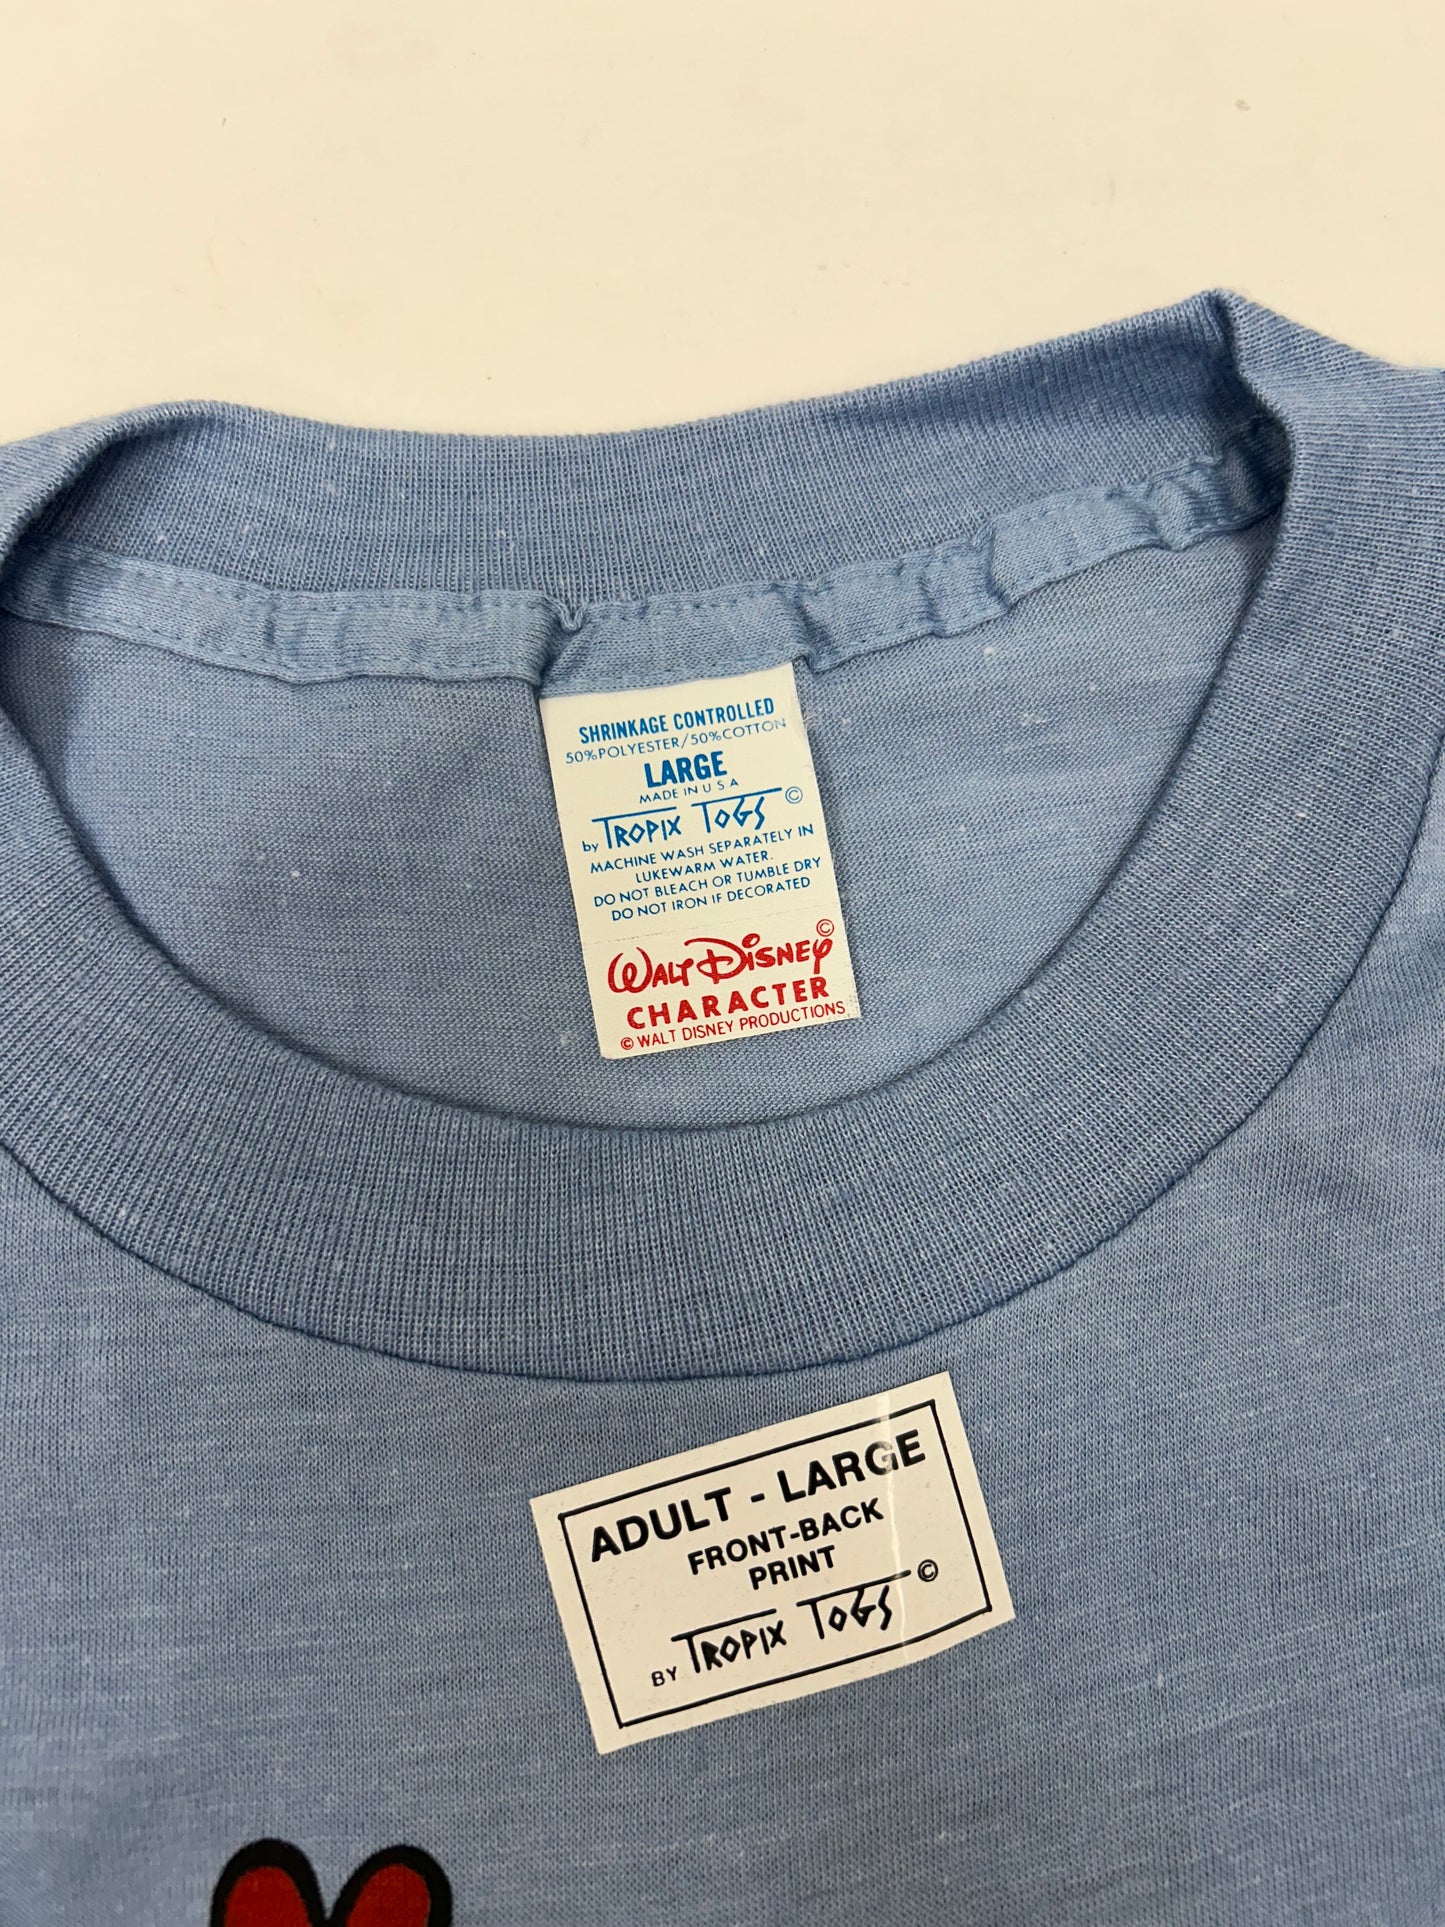 SHRINKAGE CONTROLLED
50%POLYESTER/50%COTTON
LARGE
MADE IN U S A
by TROPIX TOGS ©
MACHINE WASH SEPARATELY IN
LUKEWARM WATER.
DO NOT BLEACH OR TUMBLE DRY
DO NOT IRON IF DECORATED
WALT DISNEY ©
CHARACTER
© WALT DISNEY PRODUCTIONS
ADULT - LARGE
FRONT-BACK
PRINT
BY TROPIX TOGS ©